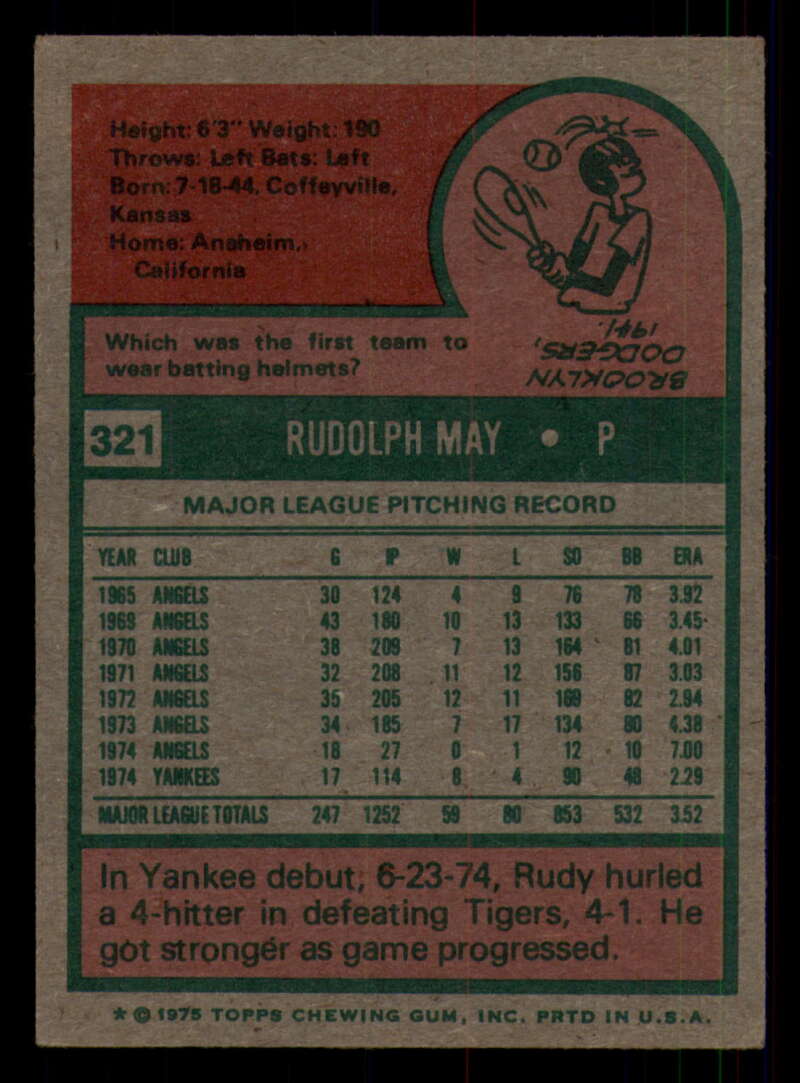 Height: 6'3" Weight: 190
Throws: Left Bats: Left
Born: 7-18-44, Coffeyville,
Kansas
Home: Anaheim,
California
Which was the first team to
wear batting helmets?
BROOKLYN
DODGERS,
1941.
321 RUDOLPH MAY • P
MAJOR LEAGUE PITCHING RECORD
YEAR CLUB G IP W L SO BB ERA
1965 ANGELS 30 124 4 9 76 78 3.92
1969 ANGELS 43 180 10 13 133 66 3.45
1970 ANGELS 38 209 7 13 164 81 4.01
1971 ANGELS 32 208 11 12 156 87 3.03
1972 ANGELS 35 205 12 11 169 82 2.94
1973 ANGELS 34 185 7 17 134 80 4.38
1974 ANGELS 18 27 0 1 12 10 7.00
1974 YANKEES 17 114 8 4 90 48 2.29
MAJOR LEAGUE TOTALS 247 1252 59 80 853 532 3.52
In Yankee debut, 6-23-74, Rudy hurled
a 4-hitter in defeating Tigers, 4-1. He
got stronger as game progressed.
* © 1975 TOPPS CHEWING GUM, INC. PRTD IN U.S.A.